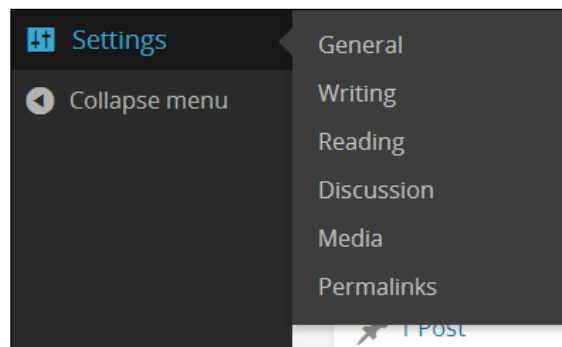 Settings
Collapse menu
General
Writing
Reading
Discussion
Media
Permalinks
1 Post